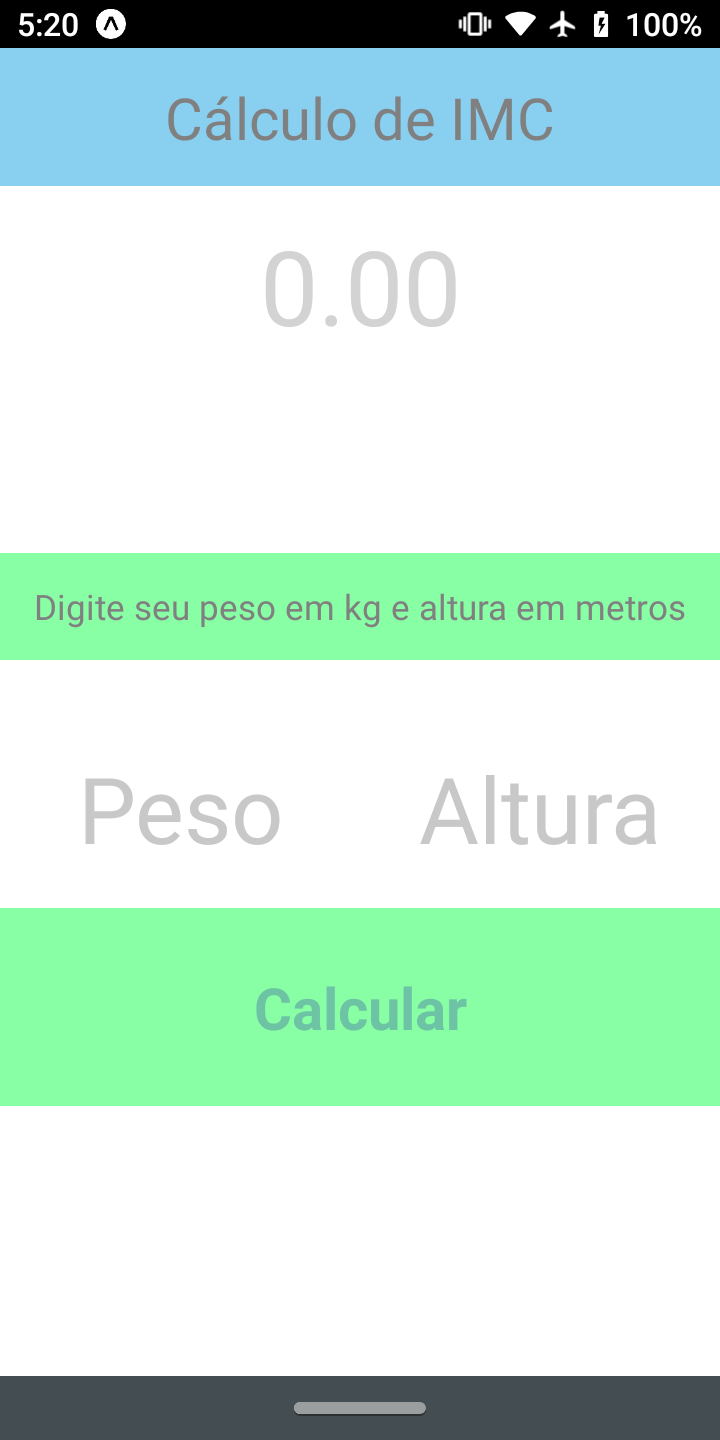 5:20 100%
Cálculo de IMC
0.00
Digite seu peso em kg e altura em metros
Peso Altura
Calcular